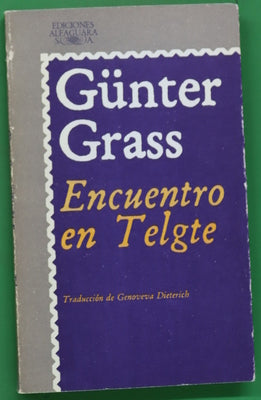 EDICIONES
ALFAGUARA
Günter
Grass
Encuentro
en Telgte
Traducción de Genoveva Dieterich